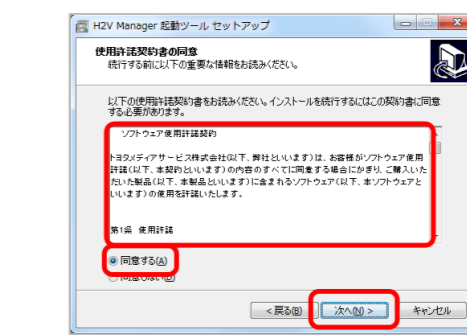 H2V Manager 起動ツール セットアップ
使用許諾契約書の同意
続行する前に以下の重要な情報をお読みください。
以下の使用許諾契約書をお読みください。インストールを続行するにはこの契約書に同意
する必要があります。
ソフトウェア使用許諾契約
トヨタメディアサービス株式会社(以下、弊社といいます)は、お客様がソフトウェア使用
許諾(以下、本契約といいます)の内容のすべてに同意する場合にかぎり、ご購入いた
だいた製品(以下、本製品といいます)に含まれるソフトウェア(以下、本ソフトウェアと
いいます)の使用を許諾いたします。
第1条 使用許諾
同意する(A)
同意しない(D)
< 戻る(B)
次へ(N) >
キャンセル